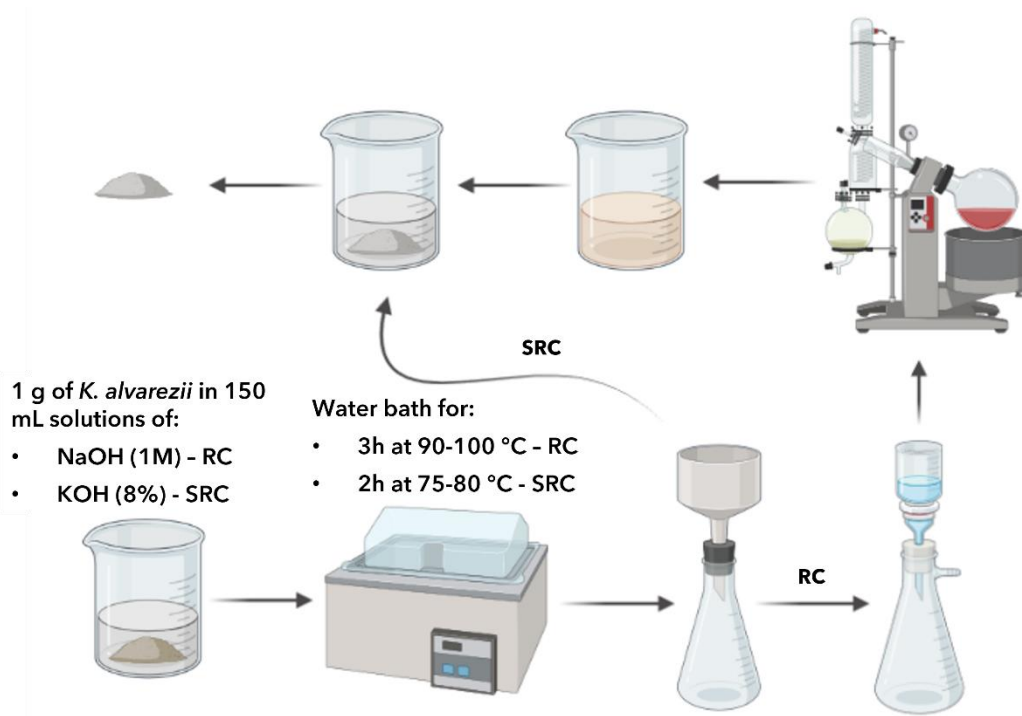 SRC
1 g of K. alvarezii in 150
mL solutions of:
• NaOH (1M) – RC
• KOH (8%) - SRC
Water bath for:
• 3h at 90-100 °C – RC
• 2h at 75-80 °C - SRC
RC